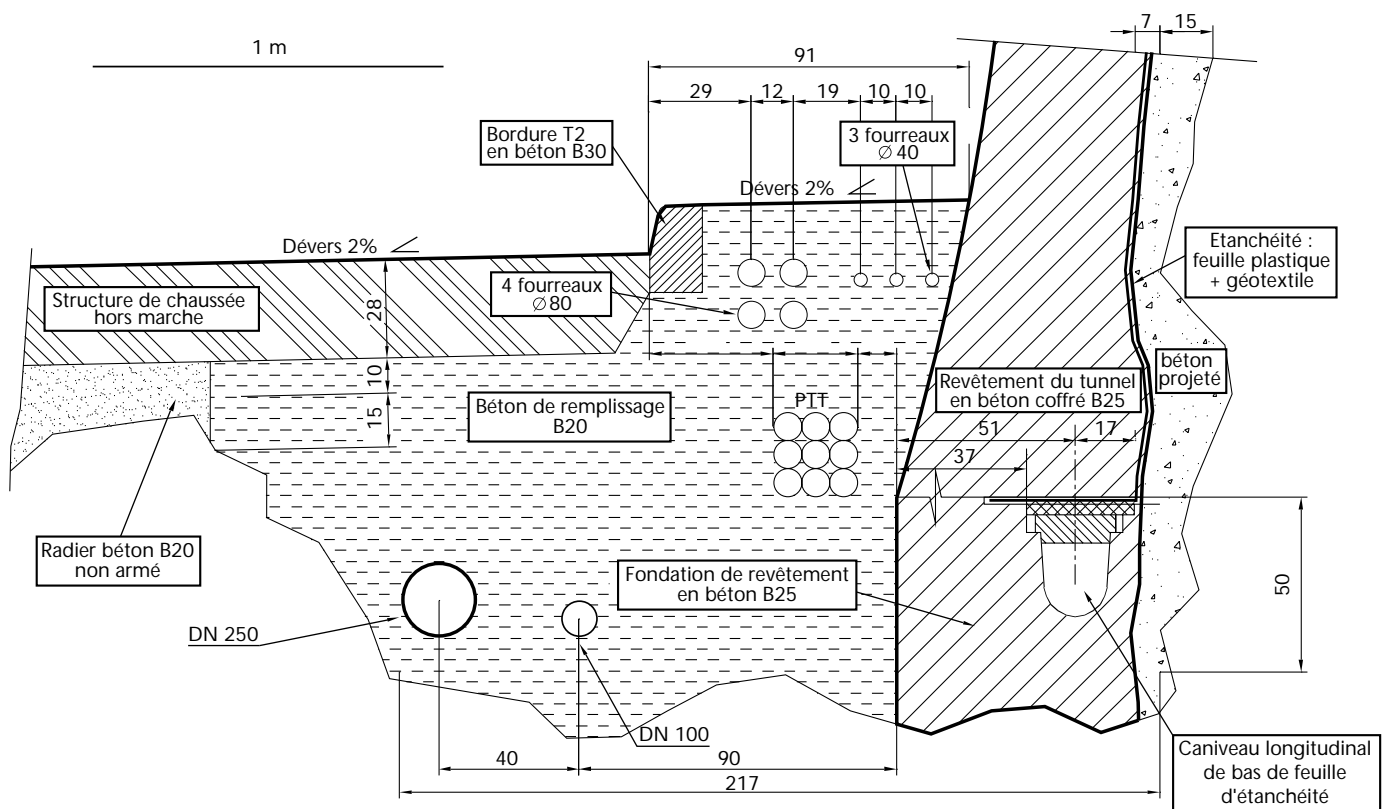 7
15
1 m
91
29
12
19
10
10
Bordure T2
en béton B30
3 fourreaux
∅ 40
Dévers 2%
Dévers 2%
Etanchéité :
feuille plastique
+ géotextile
Structure de chaussée
hors marche
28
4 fourreaux
∅ 80
béton
projeté
10
Revêtement du tunnel
en béton coffré B25
Béton de remplissage
B20
PTT
15
51
17
37
Radier béton B20
non armé
Fondation de revêtement
en béton B25
50
DN 250
DN 100
40
90
217
Caniveau longitudinal
de bas de feuille
d'étanchéité